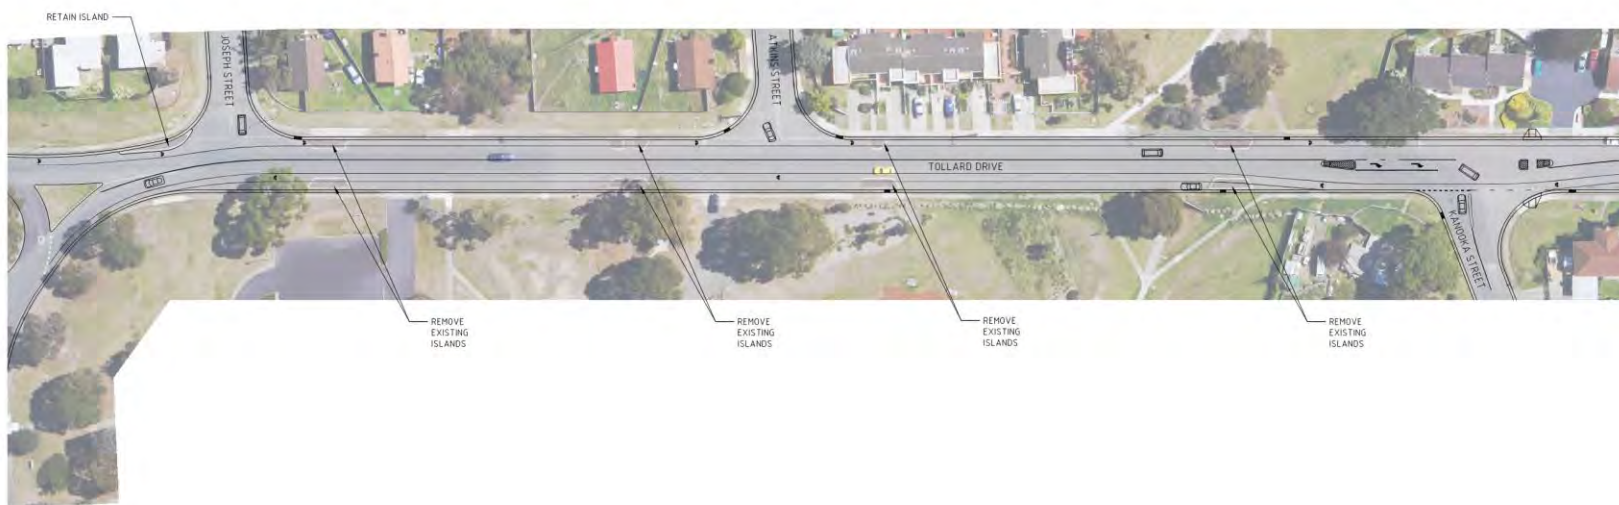 RETAIN ISLAND
JOSEPH STREET
ATKINS STREET
TOLLARD DRIVE
KANOOKA STREET
REMOVE
EXISTING
ISLANDS
REMOVE
EXISTING
ISLANDS
REMOVE
EXISTING
ISLANDS
REMOVE
EXISTING
ISLANDS